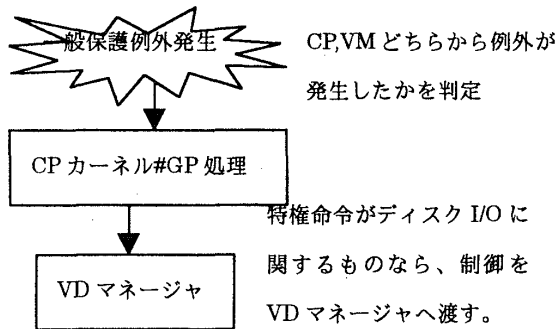 一般保護例外発生
CP,VM どちらから例外が
発生したかを判定
CP カーネル#GP 処理
特権命令がディスク I/O に
関するものなら、制御を
VD マネージャ
VD マネージャへ渡す。